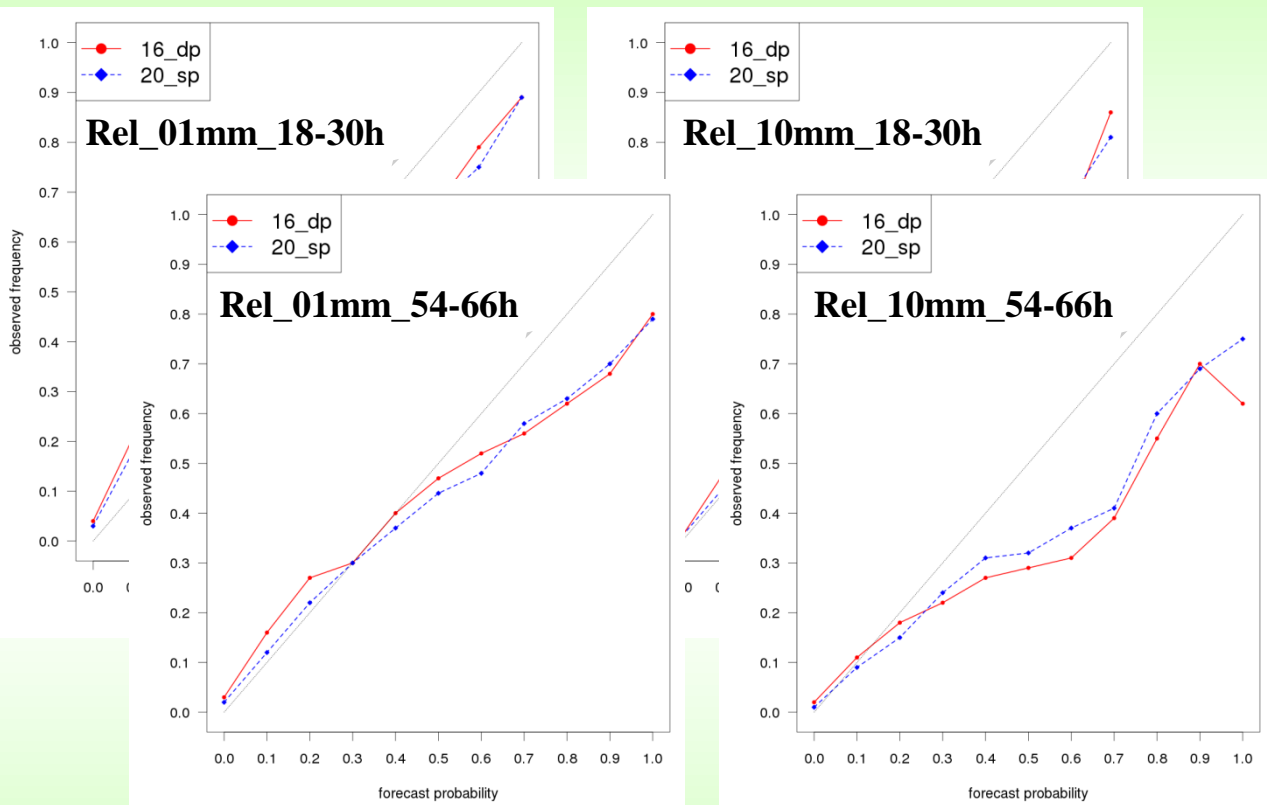 1.0
0.9
0.8
0.7
0.6
0.5
0.4
0.3
0.2
0.1
0.0
observed frequency
16_dp
20_sp
Rel_01mm_18-30h
0.0
1.0
0.9
0.8
16_dp
20_sp
Rel_10mm_18-30h
0
1.0
0.9
0.8
0.7
0.6
0.5
0.4
0.3
0.2
0.1
0.0
observed frequency
16_dp
20_sp
Rel_01mm_54-66h
0.0 0.1 0.2 0.3 0.4 0.5 0.6 0.7 0.8 0.9 1.0
forecast probability
1.0
0.9
0.8
0.7
0.6
0.5
0.4
0.3
0.2
0.1
0.0
observed frequency
16_dp
20_sp
Rel_10mm_54-66h
0.0 0.1 0.2 0.3 0.4 0.5 0.6 0.7 0.8 0.9 1.0
forecast probability